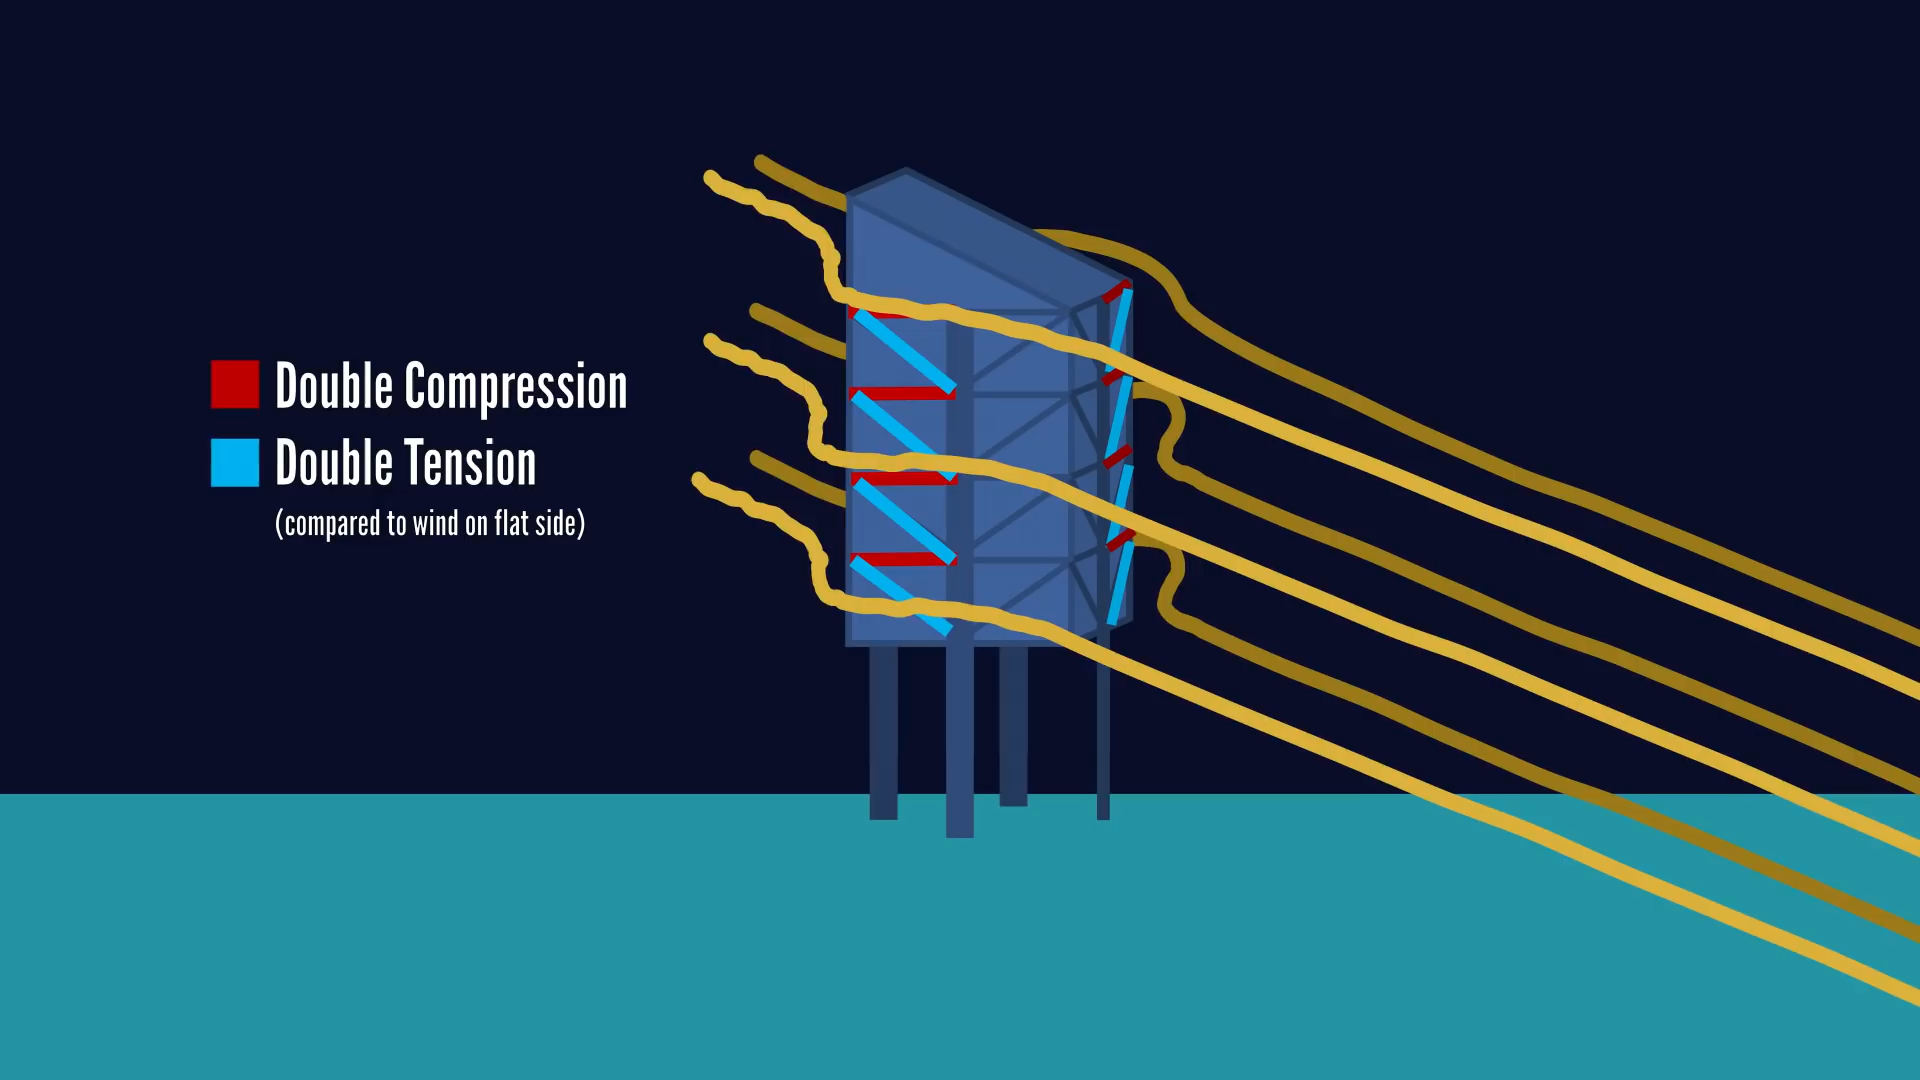 Double Compression
Double Tension
(compared to wind on flat side)